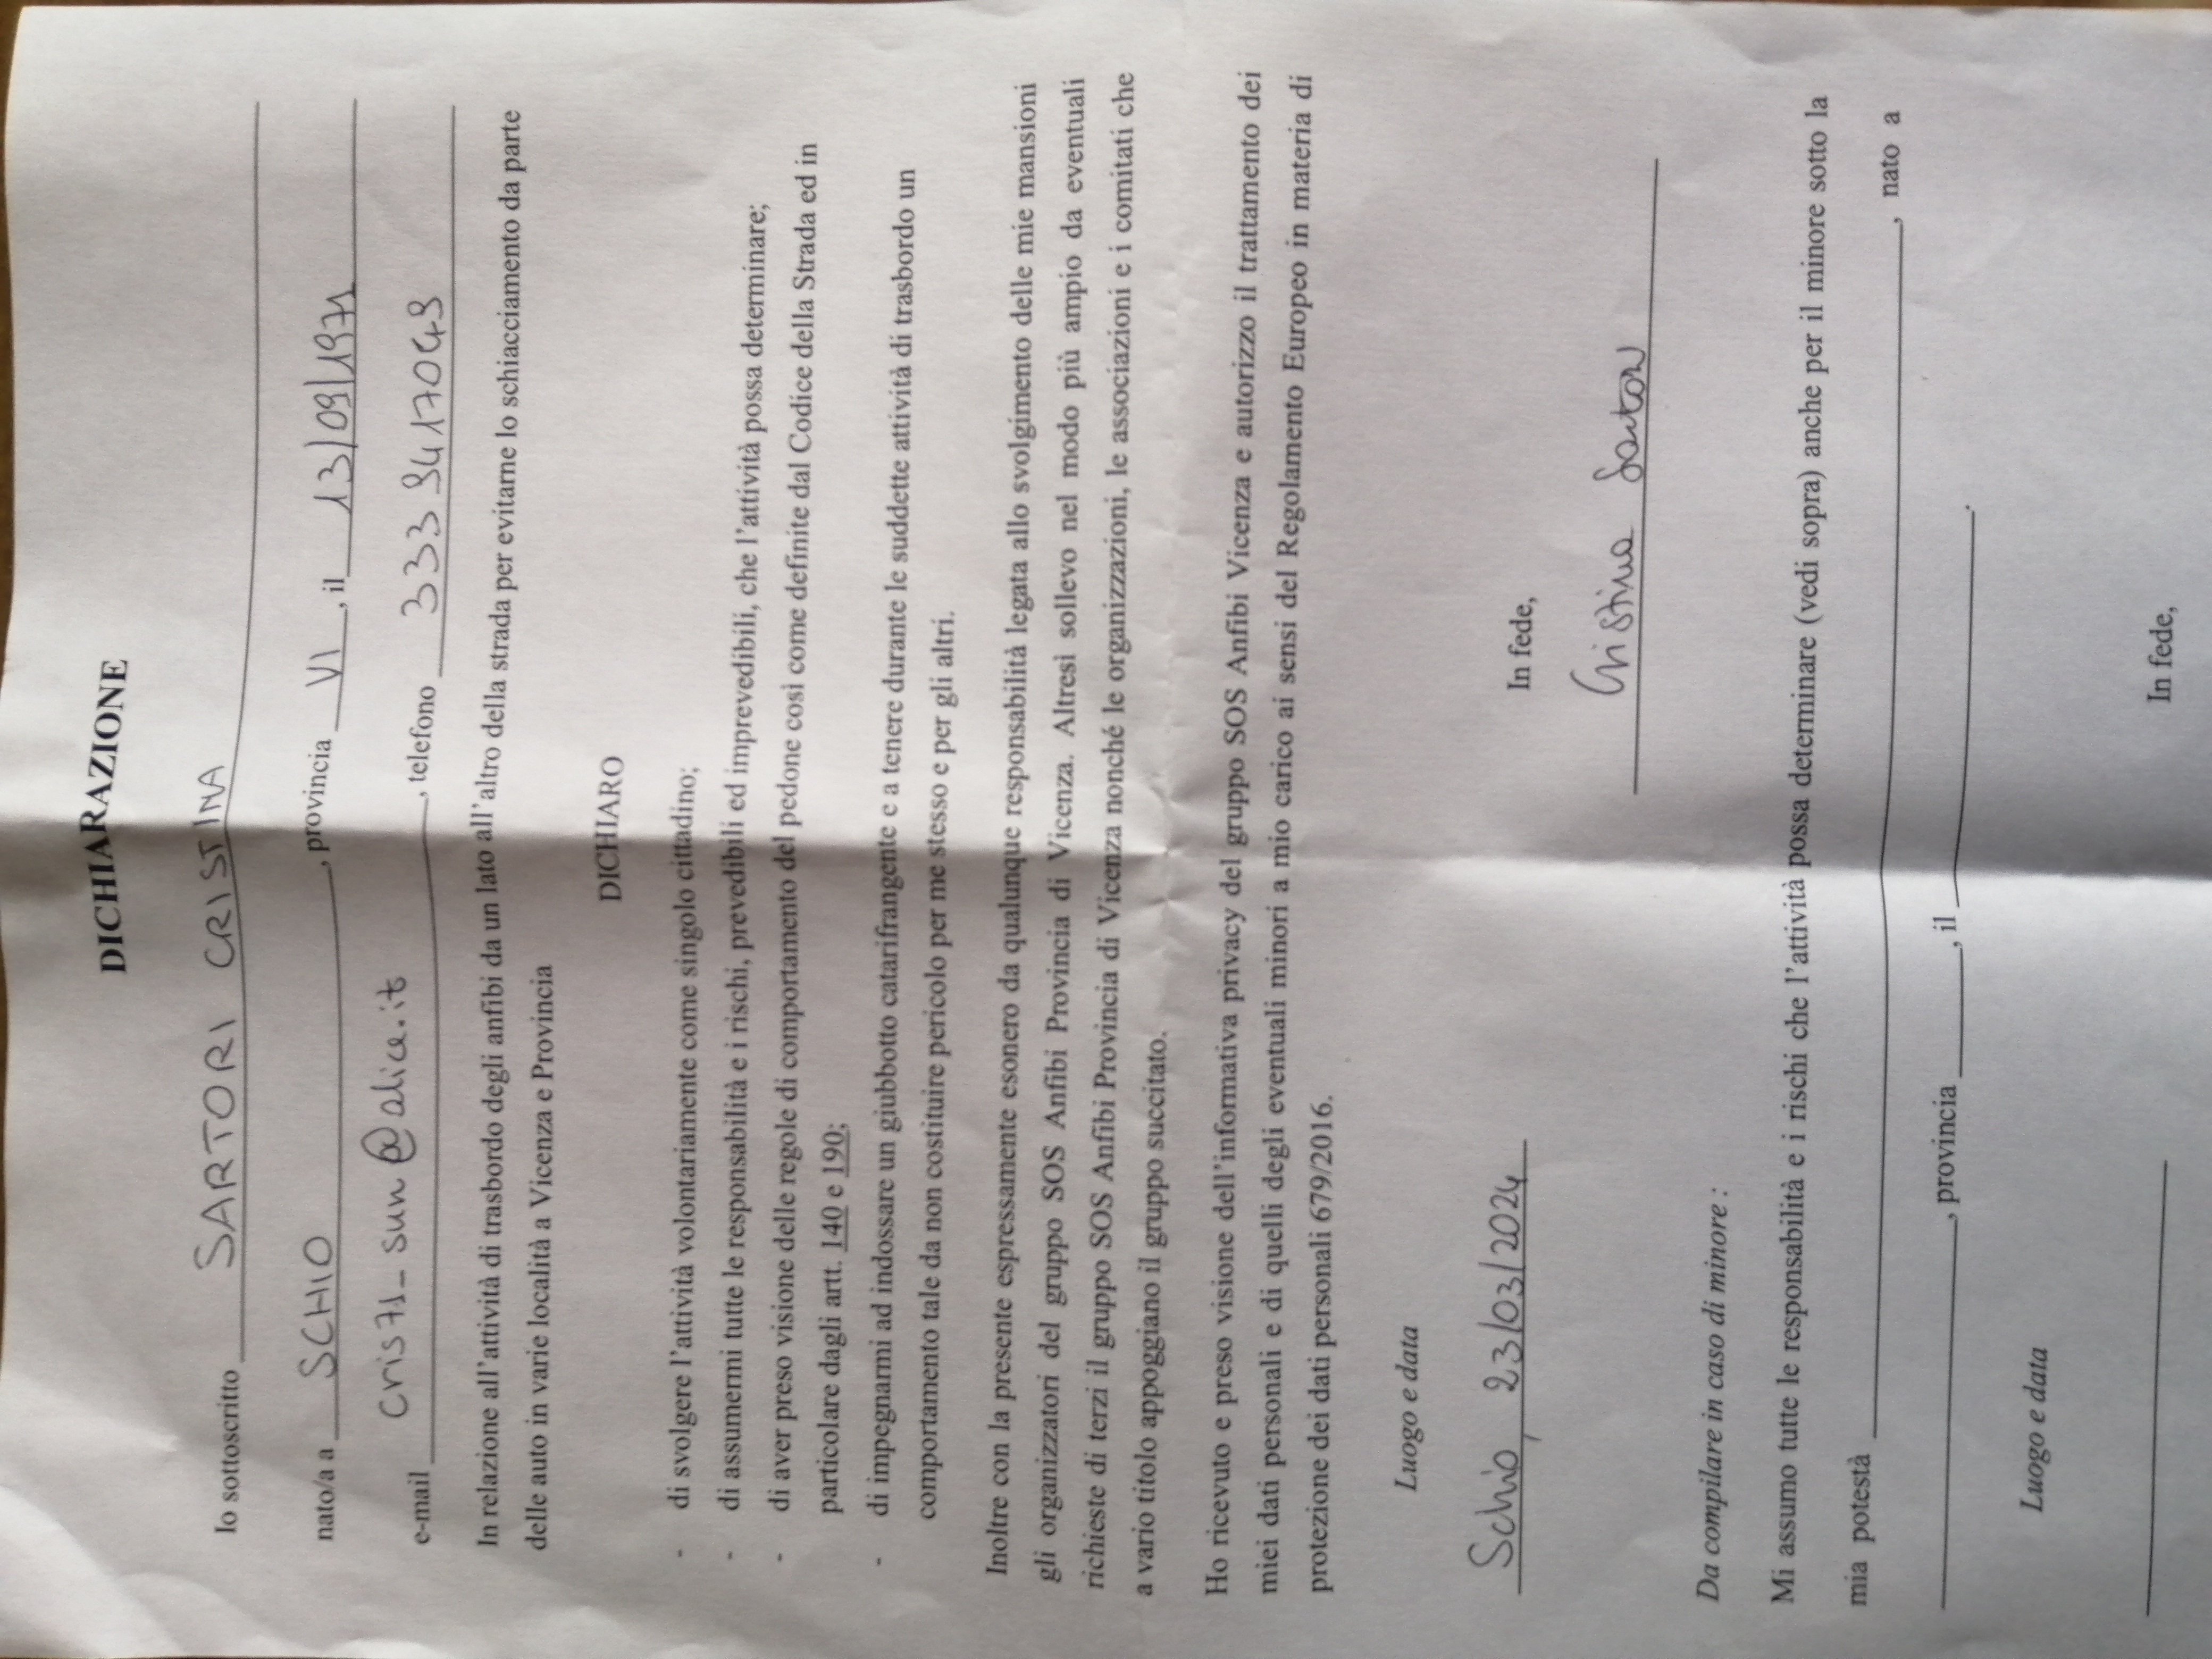 DICHIARAZIONE
Io sottoscritto SARTORI CRISTINA
nato/a a SCHIO, provincia VI, il 13/09/1971
e-mail cris71_sun@alice.it, telefono 333 9417049
In relazione all'attività di trasbordo degli anfibi da un lato all'altro della strada per evitarne lo schiacciamento da parte
delle auto in varie località a Vicenza e Provincia
DICHIARO
- di svolgere l'attività volontariamente come singolo cittadino;
- di assumermi tutte le responsabilità e i rischi, prevedibili ed imprevedibili, che l'attività possa determinare;
- di aver preso visione delle regole di comportamento del pedone così come definite dal Codice della Strada ed in
particolare dagli artt. 140 e 190;
- di impegnarmi ad indossare un giubbotto catarifrangente e a tenere durante le suddette attività di trasbordo un
comportamento tale da non costituire pericolo per me stesso e per gli altri.
Inoltre con la presente espressamente esonero da qualunque responsabilità legata allo svolgimento delle mie mansioni
gli organizzatori del gruppo SOS Anfibi Provincia di Vicenza. Altresì sollevo nel modo più ampio da eventuali
richieste di terzi il gruppo SOS Anfibi Provincia di Vicenza nonché le organizzazioni, le associazioni e i comitati che
a vario titolo appoggiano il gruppo succitato.
Ho ricevuto e preso visione dell'informativa privacy del gruppo SOS Anfibi Vicenza e autorizzo il trattamento dei
miei dati personali e di quelli degli eventuali minori a mio carico ai sensi del Regolamento Europeo in materia di
protezione dei dati personali 679/2016.
Luogo e data
In fede,
Schio, 23/03/2024
Cristina Sartori
Da compilare in caso di minore :
Mi assumo tutte le responsabilità e i rischi che l'attività possa determinare (vedi sopra) anche per il minore sotto la
mia potestà , nato a
, provincia , il .
Luogo e data
In fede,